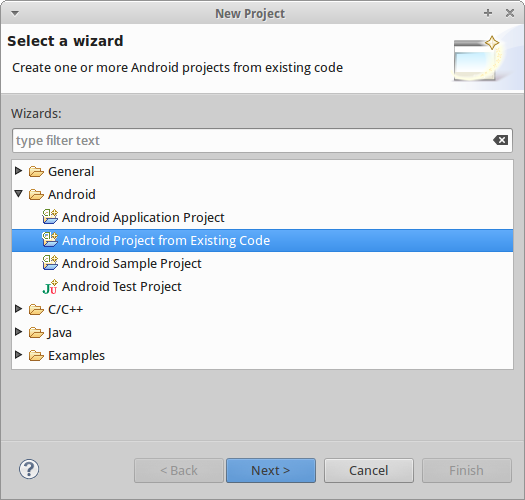 New Project
Select a wizard
Create one or more Android projects from existing code
Wizards:
type filter text
General
Android
Android Application Project
Android Project from Existing Code
Android Sample Project
Ju Android Test Project
C/C++
Java
Examples
? < Back Next > Cancel Finish